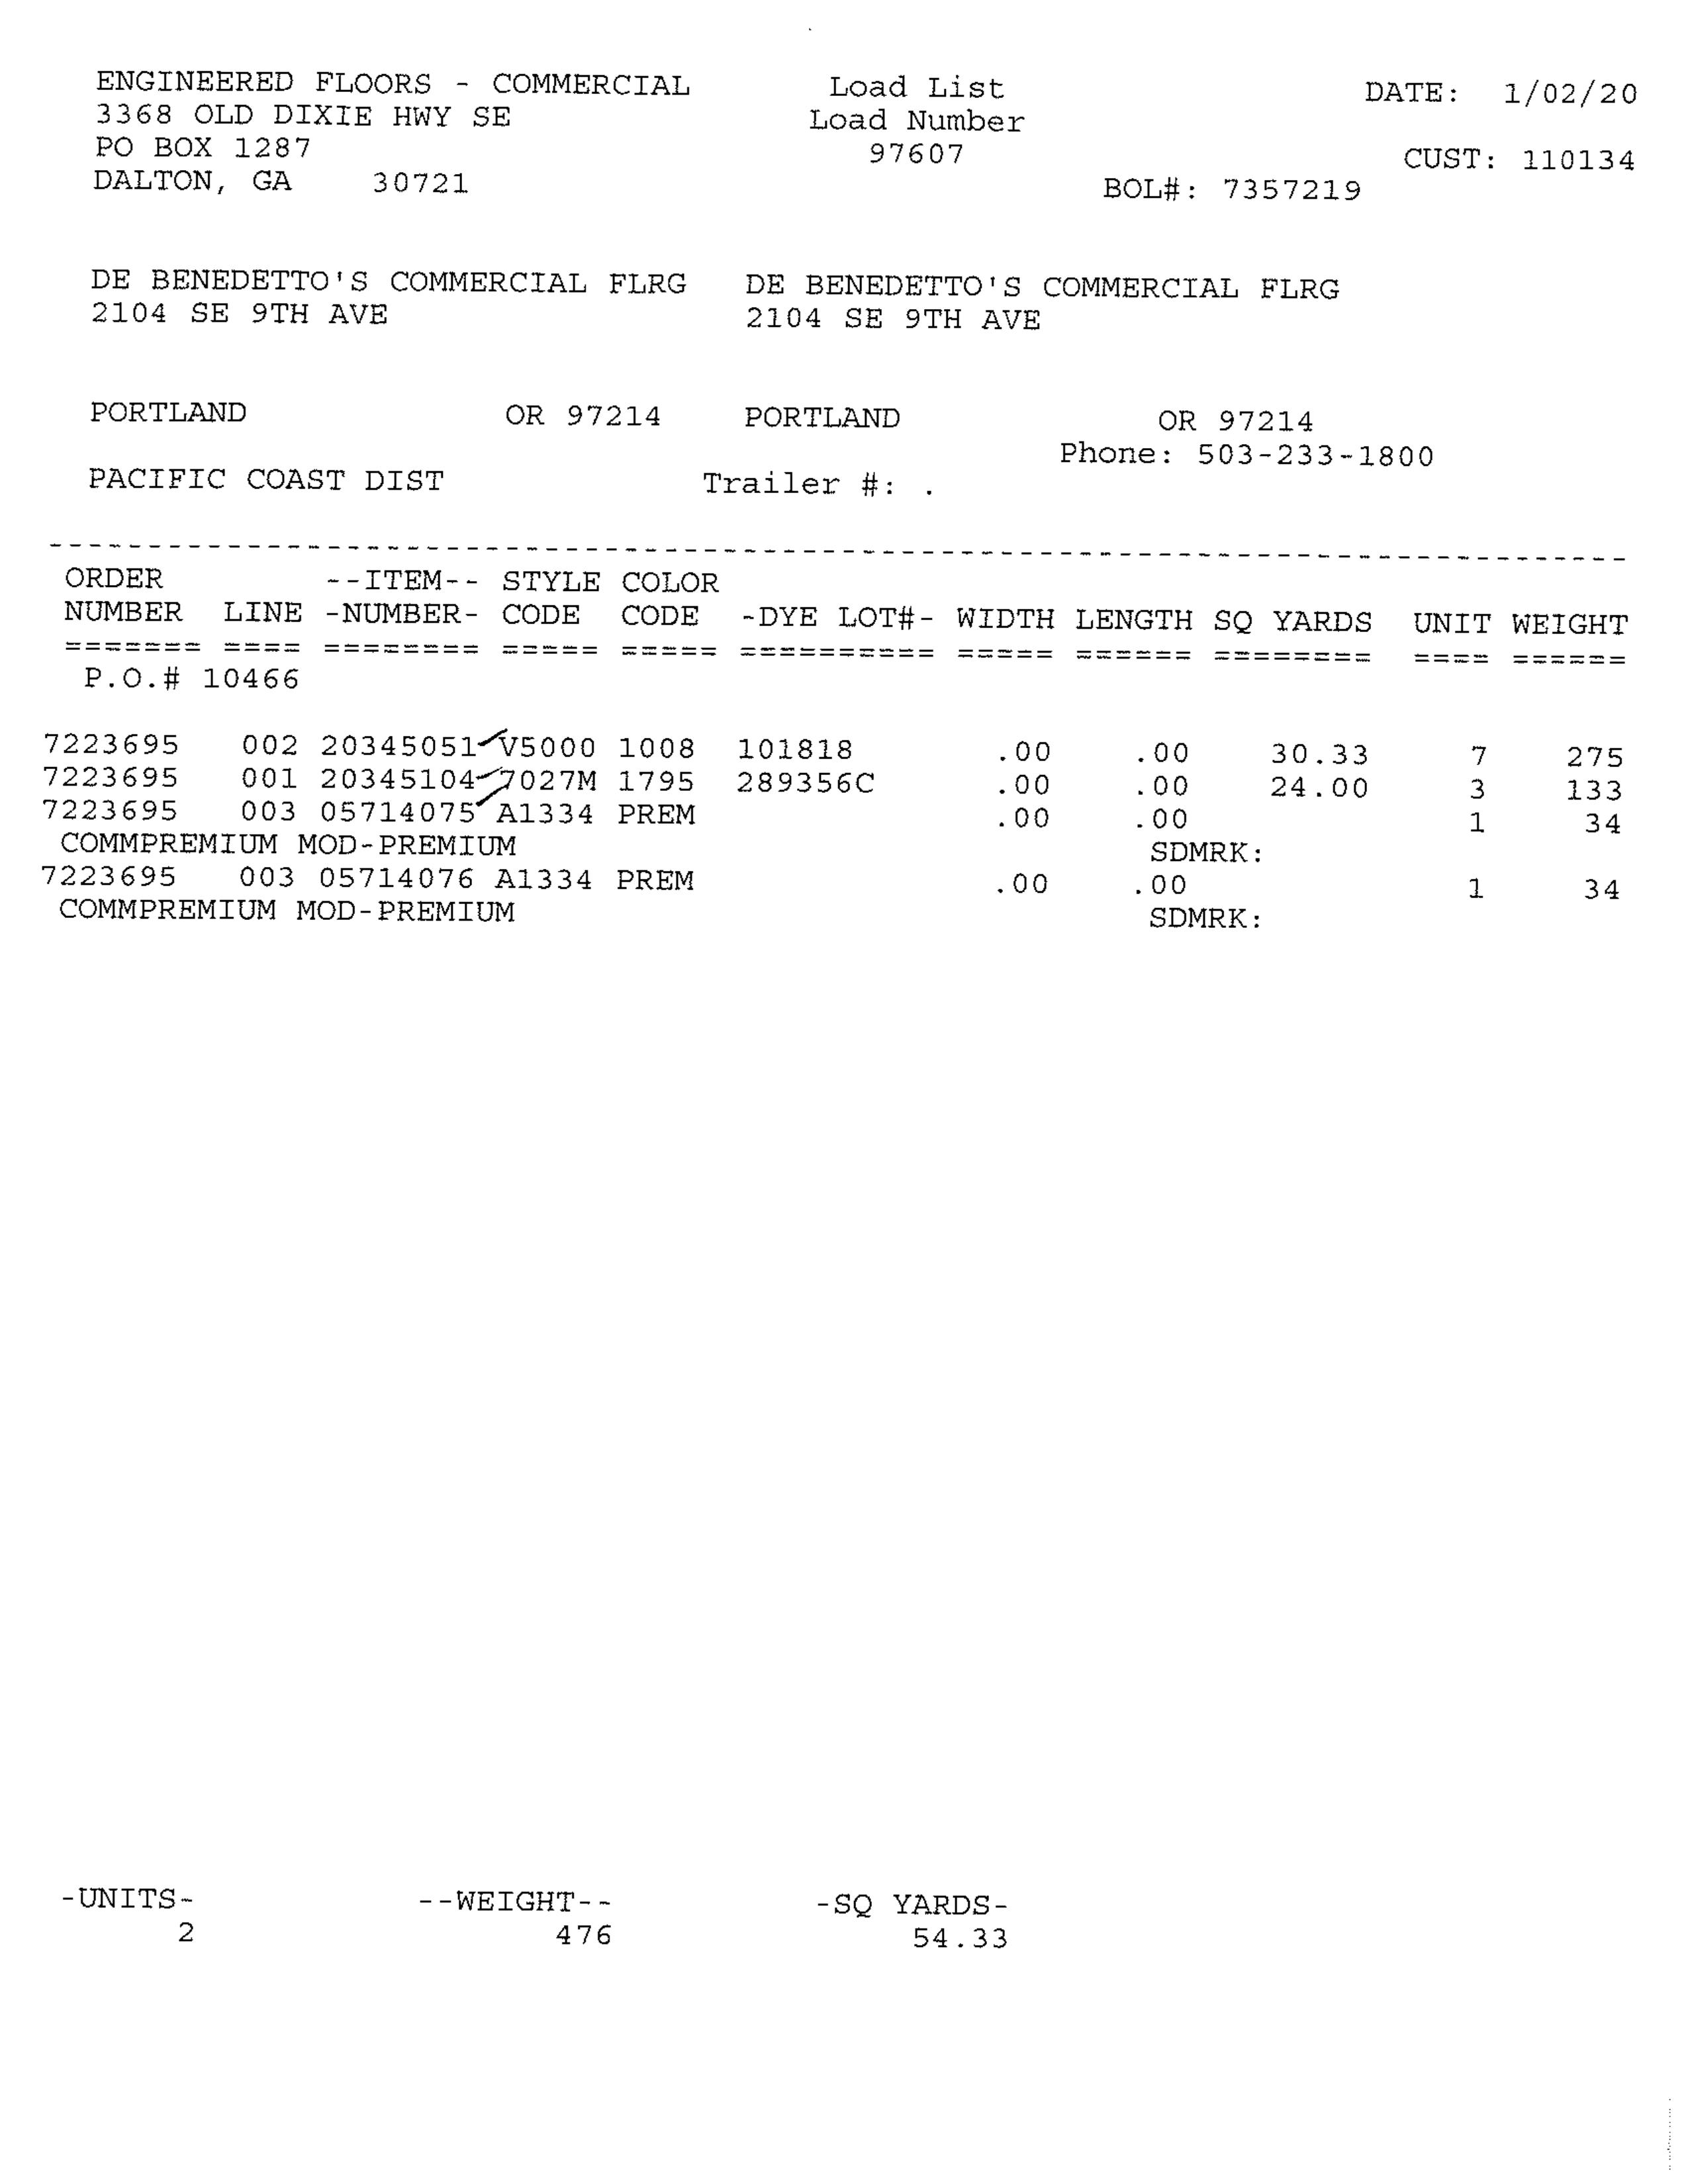 ENGINEERED FLOORS - COMMERCIAL Load List DATE: 1/02/20
3368 OLD DIXIE HWY SE Load Number
PO BOX 1287 97607 CUST: 110134
DALTON, GA 30721 BOL#: 7357219
DE BENEDETTO'S COMMERCIAL FLRG DE BENEDETTO'S COMMERCIAL FLRG
2104 SE 9TH AVE 2104 SE 9TH AVE
PORTLAND OR 97214 PORTLAND OR 97214
Phone: 503-233-1800
PACIFIC COAST DIST Trailer #: .
ORDER --ITEM-- STYLE COLOR
NUMBER LINE -NUMBER- CODE CODE -DYE LOT#- WIDTH LENGTH SQ YARDS UNIT WEIGHT
======= ==== ======== ===== ===== ========== ===== ====== ======== ==== ======
P.O.# 10466
7223695 002 20345051 V5000 1008 101818 .00 .00 30.33 7 275
7223695 001 20345104 7027M 1795 289356C .00 .00 24.00 3 133
7223695 003 05714075 A1334 PREM .00 .00 1 34
COMMPREMIUM MOD-PREMIUM SDMRK:
7223695 003 05714076 A1334 PREM .00 .00 1 34
COMMPREMIUM MOD-PREMIUM SDMRK:
-UNITS- --WEIGHT-- -SQ YARDS-
2 476 54.33